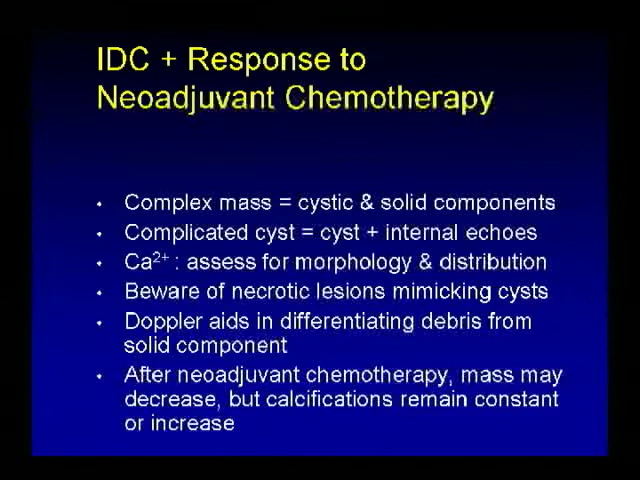 IDC + Response to
Neoadjuvant Chemotherapy
• Complex mass = cystic & solid components
• Complicated cyst = cyst + internal echoes
• Ca²⁺ : assess for morphology & distribution
• Beware of necrotic lesions mimicking cysts
• Doppler aids in differentiating debris from
solid component
• After neoadjuvant chemotherapy, mass may
decrease, but calcifications remain constant
or increase